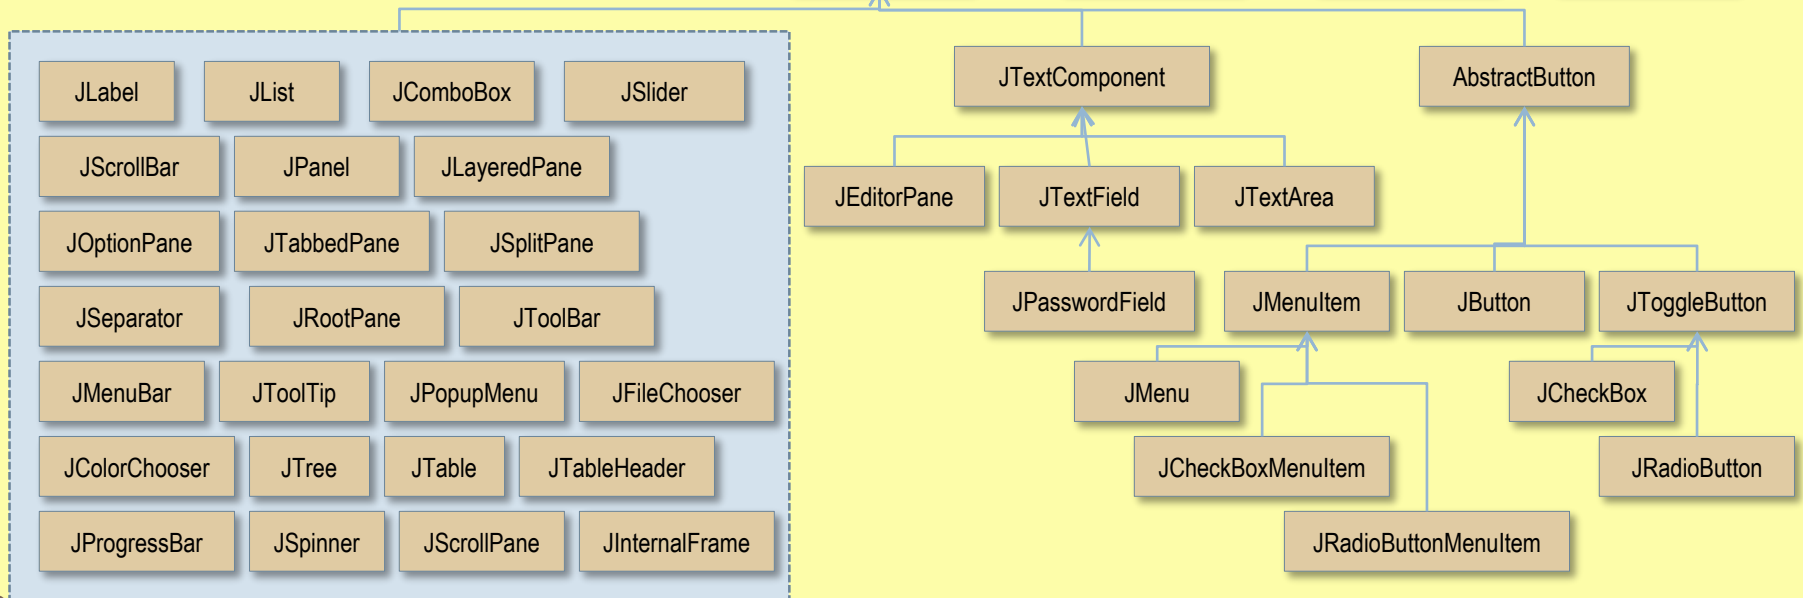 JLabel
JList
JComboBox
JSlider
JScrollBar
JPanel
JLayeredPane
JOptionPane
JTabbedPane
JSplitPane
JSeparator
JRootPane
JToolBar
JMenuBar
JToolTip
JPopupMenu
JFileChooser
JColorChooser
JTree
JTable
JTableHeader
JProgressBar
JSpinner
JScrollPane
JInternalFrame
JTextComponent
AbstractButton
JEditorPane
JTextField
JTextArea
JPasswordField
JMenuItem
JButton
JToggleButton
JMenu
JCheckBox
JCheckBoxMenuItem
JRadioButton
JRadioButtonMenuItem